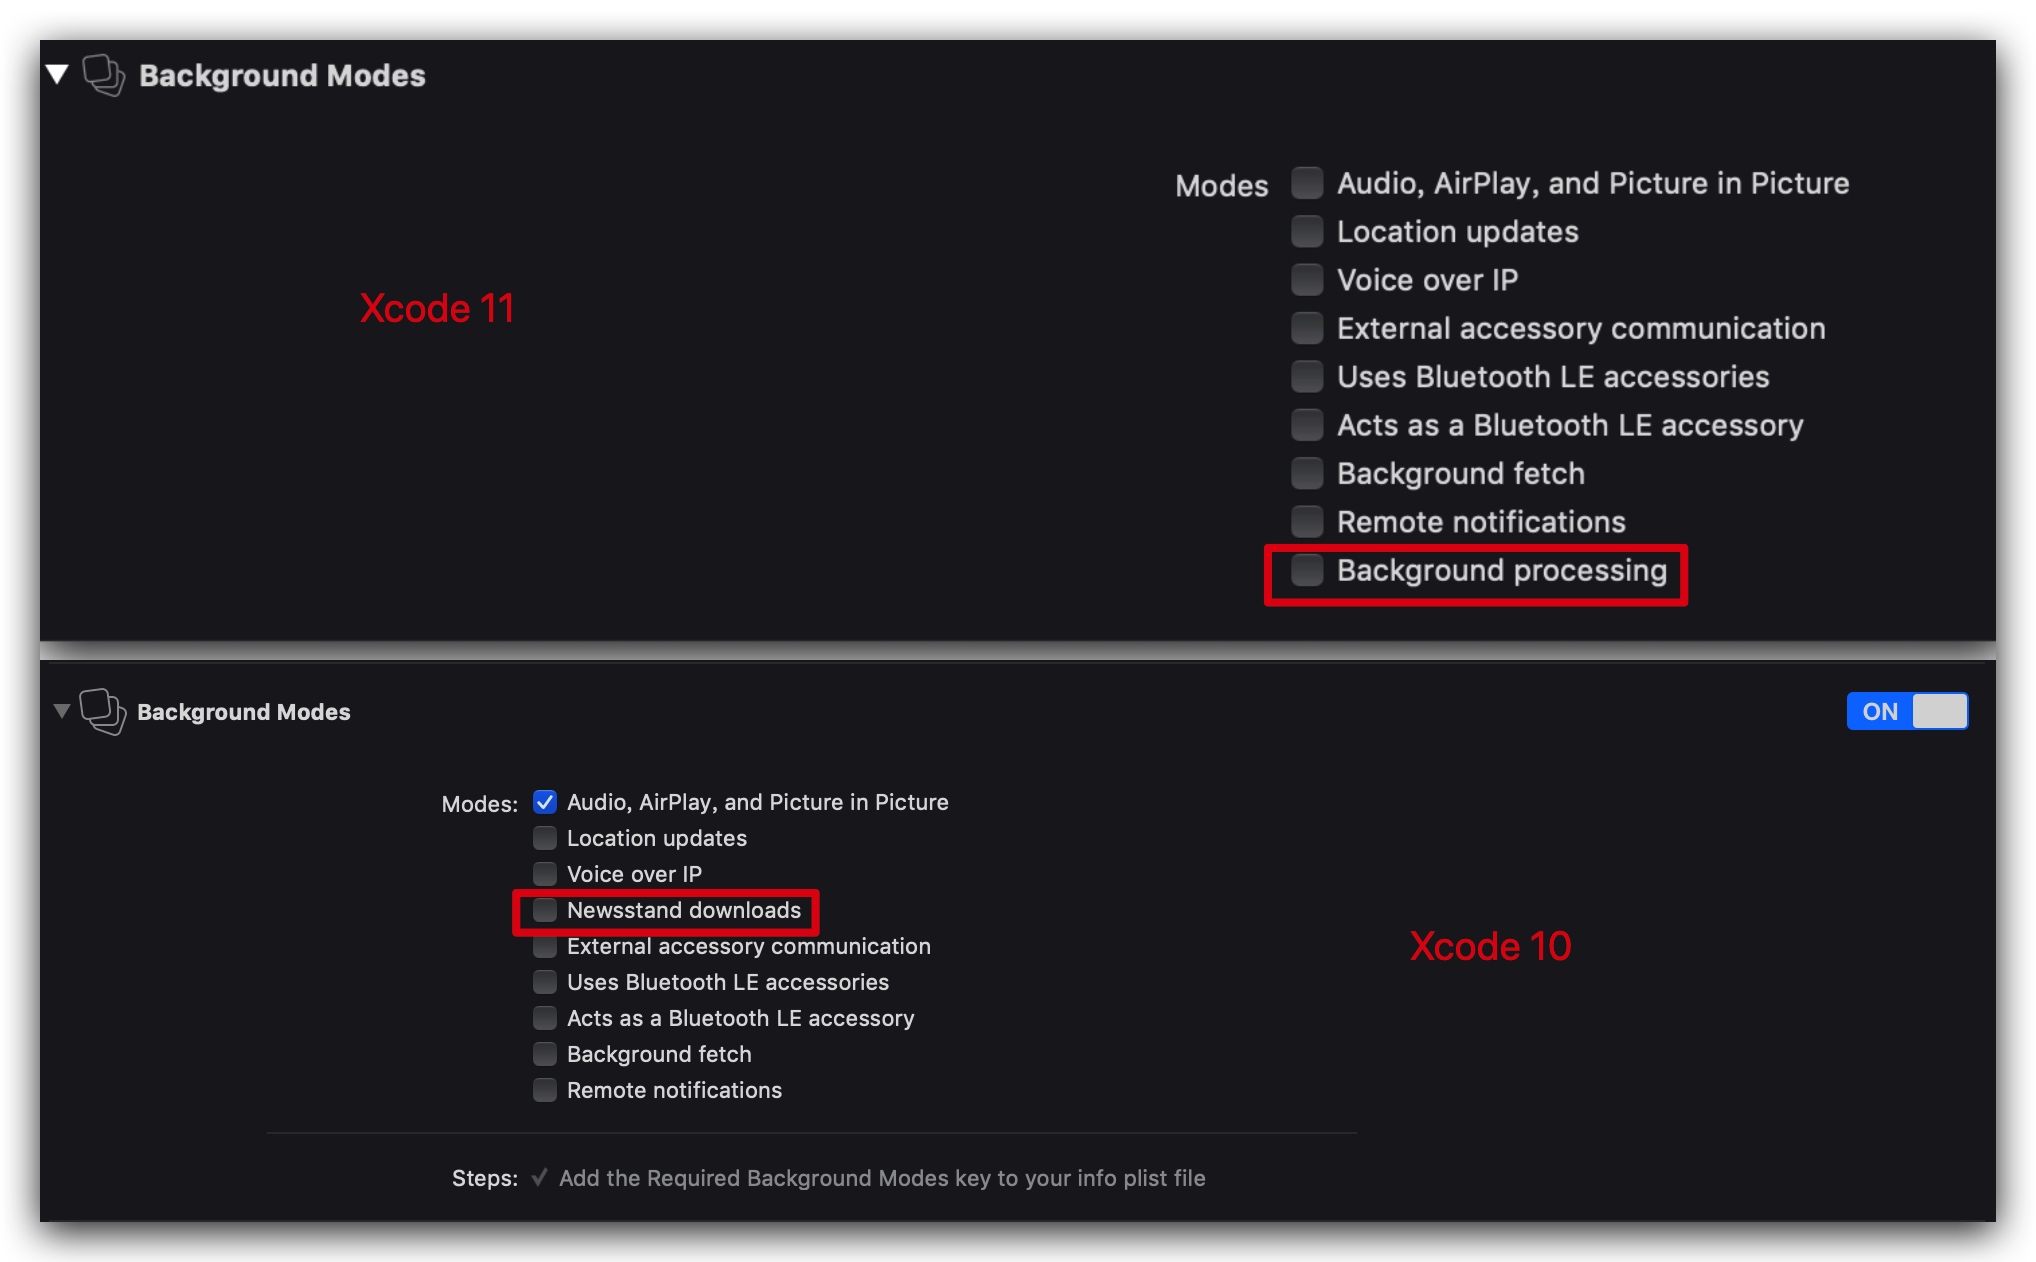 Background Modes
Modes Audio, AirPlay, and Picture in Picture
Location updates
Voice over IP
Xcode 11
External accessory communication
Uses Bluetooth LE accessories
Acts as a Bluetooth LE accessory
Background fetch
Remote notifications
Background processing
Background Modes ON
Modes: Audio, AirPlay, and Picture in Picture
Location updates
Voice over IP
Newsstand downloads
External accessory communication
Xcode 10
Uses Bluetooth LE accessories
Acts as a Bluetooth LE accessory
Background fetch
Remote notifications
Steps: ✓ Add the Required Background Modes key to your info plist file